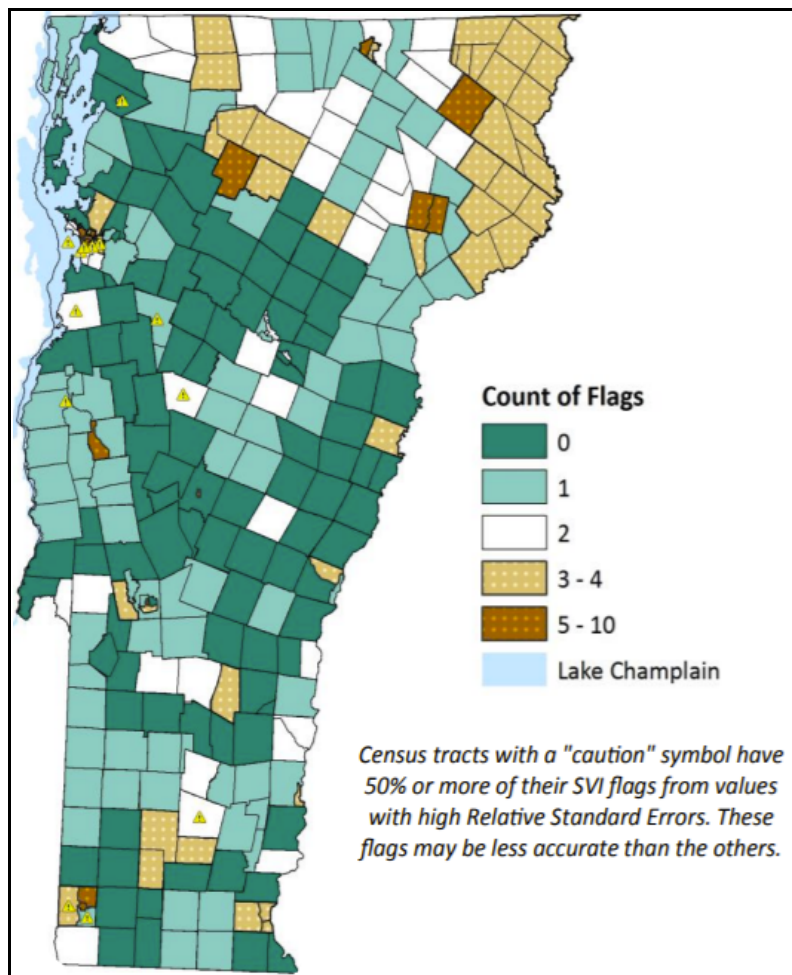 Count of Flags
0
1
2
3 - 4
5 - 10
Lake Champlain
Census tracts with a "caution" symbol have
50% or more of their SVI flags from values
with high Relative Standard Errors. These
flags may be less accurate than the others.